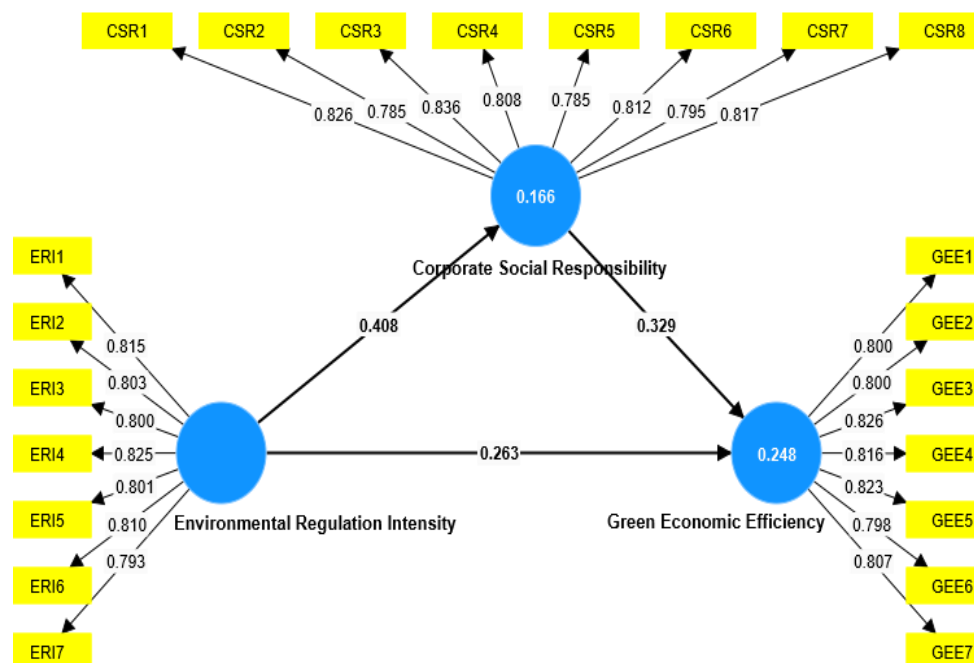 CSR1 CSR2 CSR3 CSR4 CSR5 CSR6 CSR7 CSR8
0.826 0.785 0.836 0.808 0.785 0.812 0.795 0.817
0.166
Corporate Social Responsibility
ERI1
ERI2
ERI3
ERI4
ERI5
ERI6
ERI7
0.815
0.803
0.800
0.825
0.801
0.810
0.793
Environmental Regulation Intensity
0.408
0.329
0.263
0.248
Green Economic Efficiency
0.800
0.800
0.826
0.816
0.823
0.798
0.807
GEE1
GEE2
GEE3
GEE4
GEE5
GEE6
GEE7